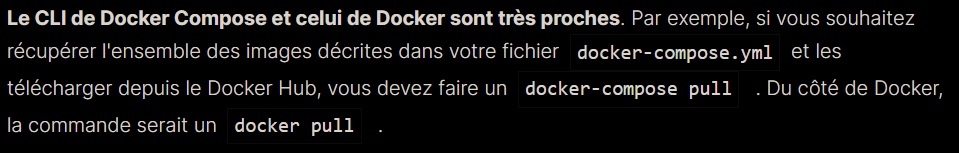 Le CLI de Docker Compose et celui de Docker sont très proches. Par exemple, si vous souhaitez
récupérer l'ensemble des images décrites dans votre fichier docker-compose.yml et les
télécharger depuis le Docker Hub, vous devez faire un docker-compose pull . Du côté de Docker,
la commande serait un docker pull .